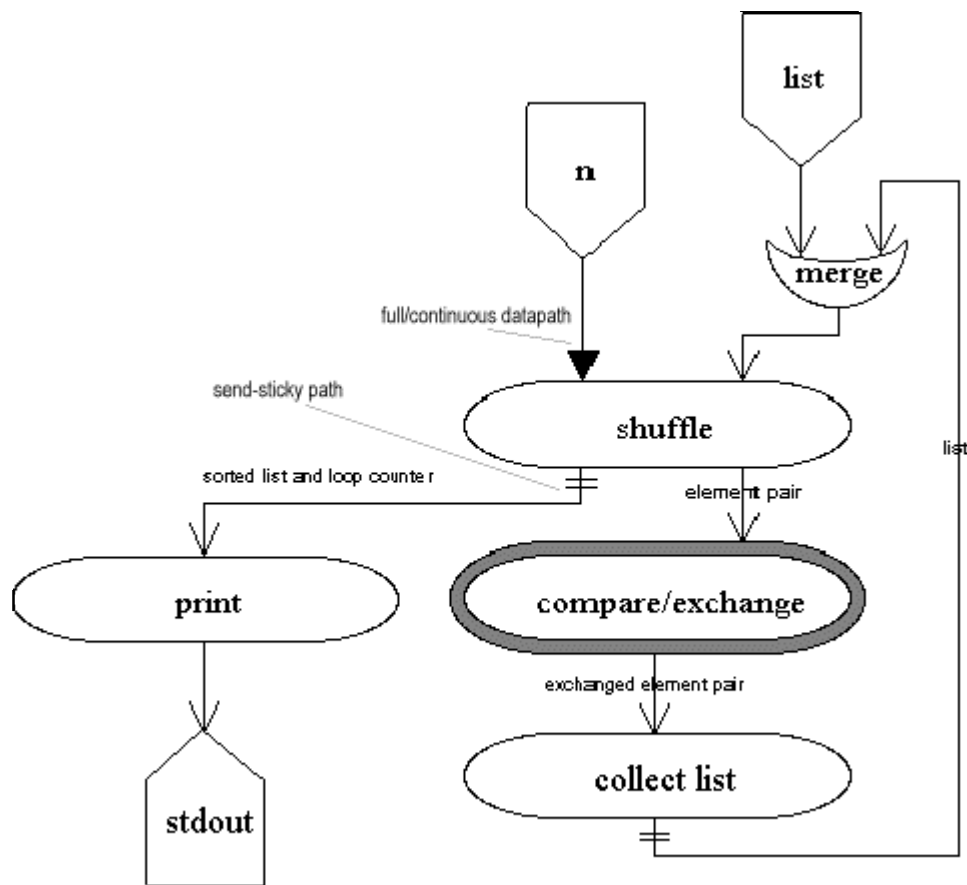 list
n
merge
full/continuous datapath
send-sticky path
shuffle
list
sorted list and loop counter
element pair
print
compare/exchange
exchanged element pair
collect list
stdout